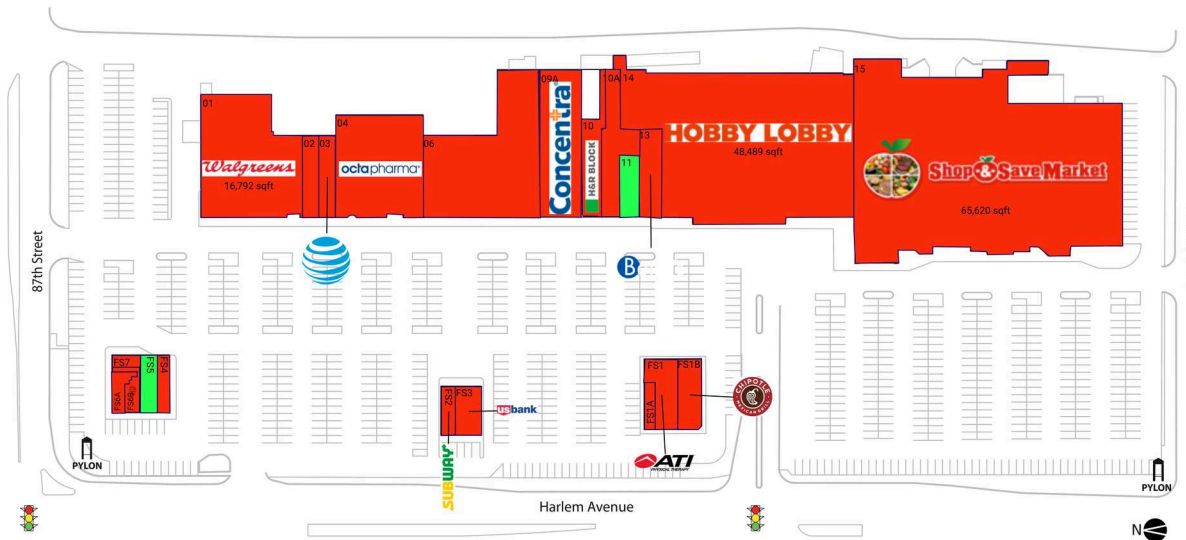 01
Walgreens
16,792 sqft
02
03
04
octapharma
06
09A
Concentra
10
H&R BLOCK
10A
14
11
13
HOBBY LOBBY
48,489 sqft
15
Shop & Save Market
65,620 sqft
B
87th Street
FS7
FS6A
FS6B
FS5
FS4
FS2
FS3
usbank
SUBWAY
FS1
FS1B
FS1A
CHIPOTLE
MEXICAN GRILL
ATI
PHYSICAL THERAPY
PYLON
PYLON
Harlem Avenue
N